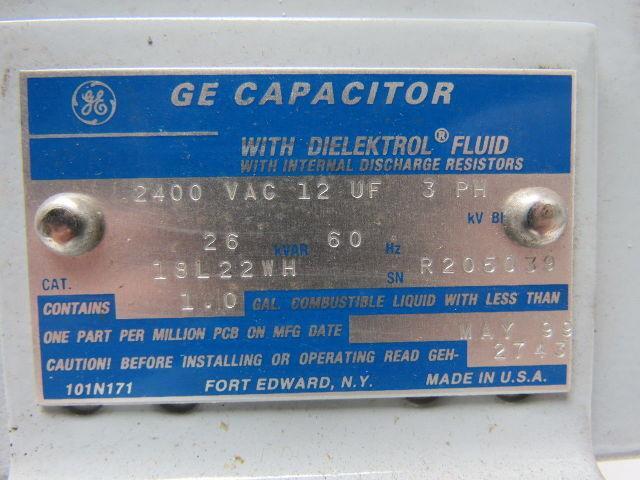 GE GE CAPACITOR
WITH DIELEKTROL® FLUID
WITH INTERNAL DISCHARGE RESISTORS
2400 VAC 12 UF 3 PH
kV
26 kVAR 60 Hz
CAT. 18L22WH SN R205039
CONTAINS 1.0 GAL. COMBUSTIBLE LIQUID WITH LESS THAN
ONE PART PER MILLION PCB ON MFG DATE MAY 99
CAUTION! BEFORE INSTALLING OR OPERATING READ GEH- 2743
101N171 FORT EDWARD, N.Y. MADE IN U.S.A.